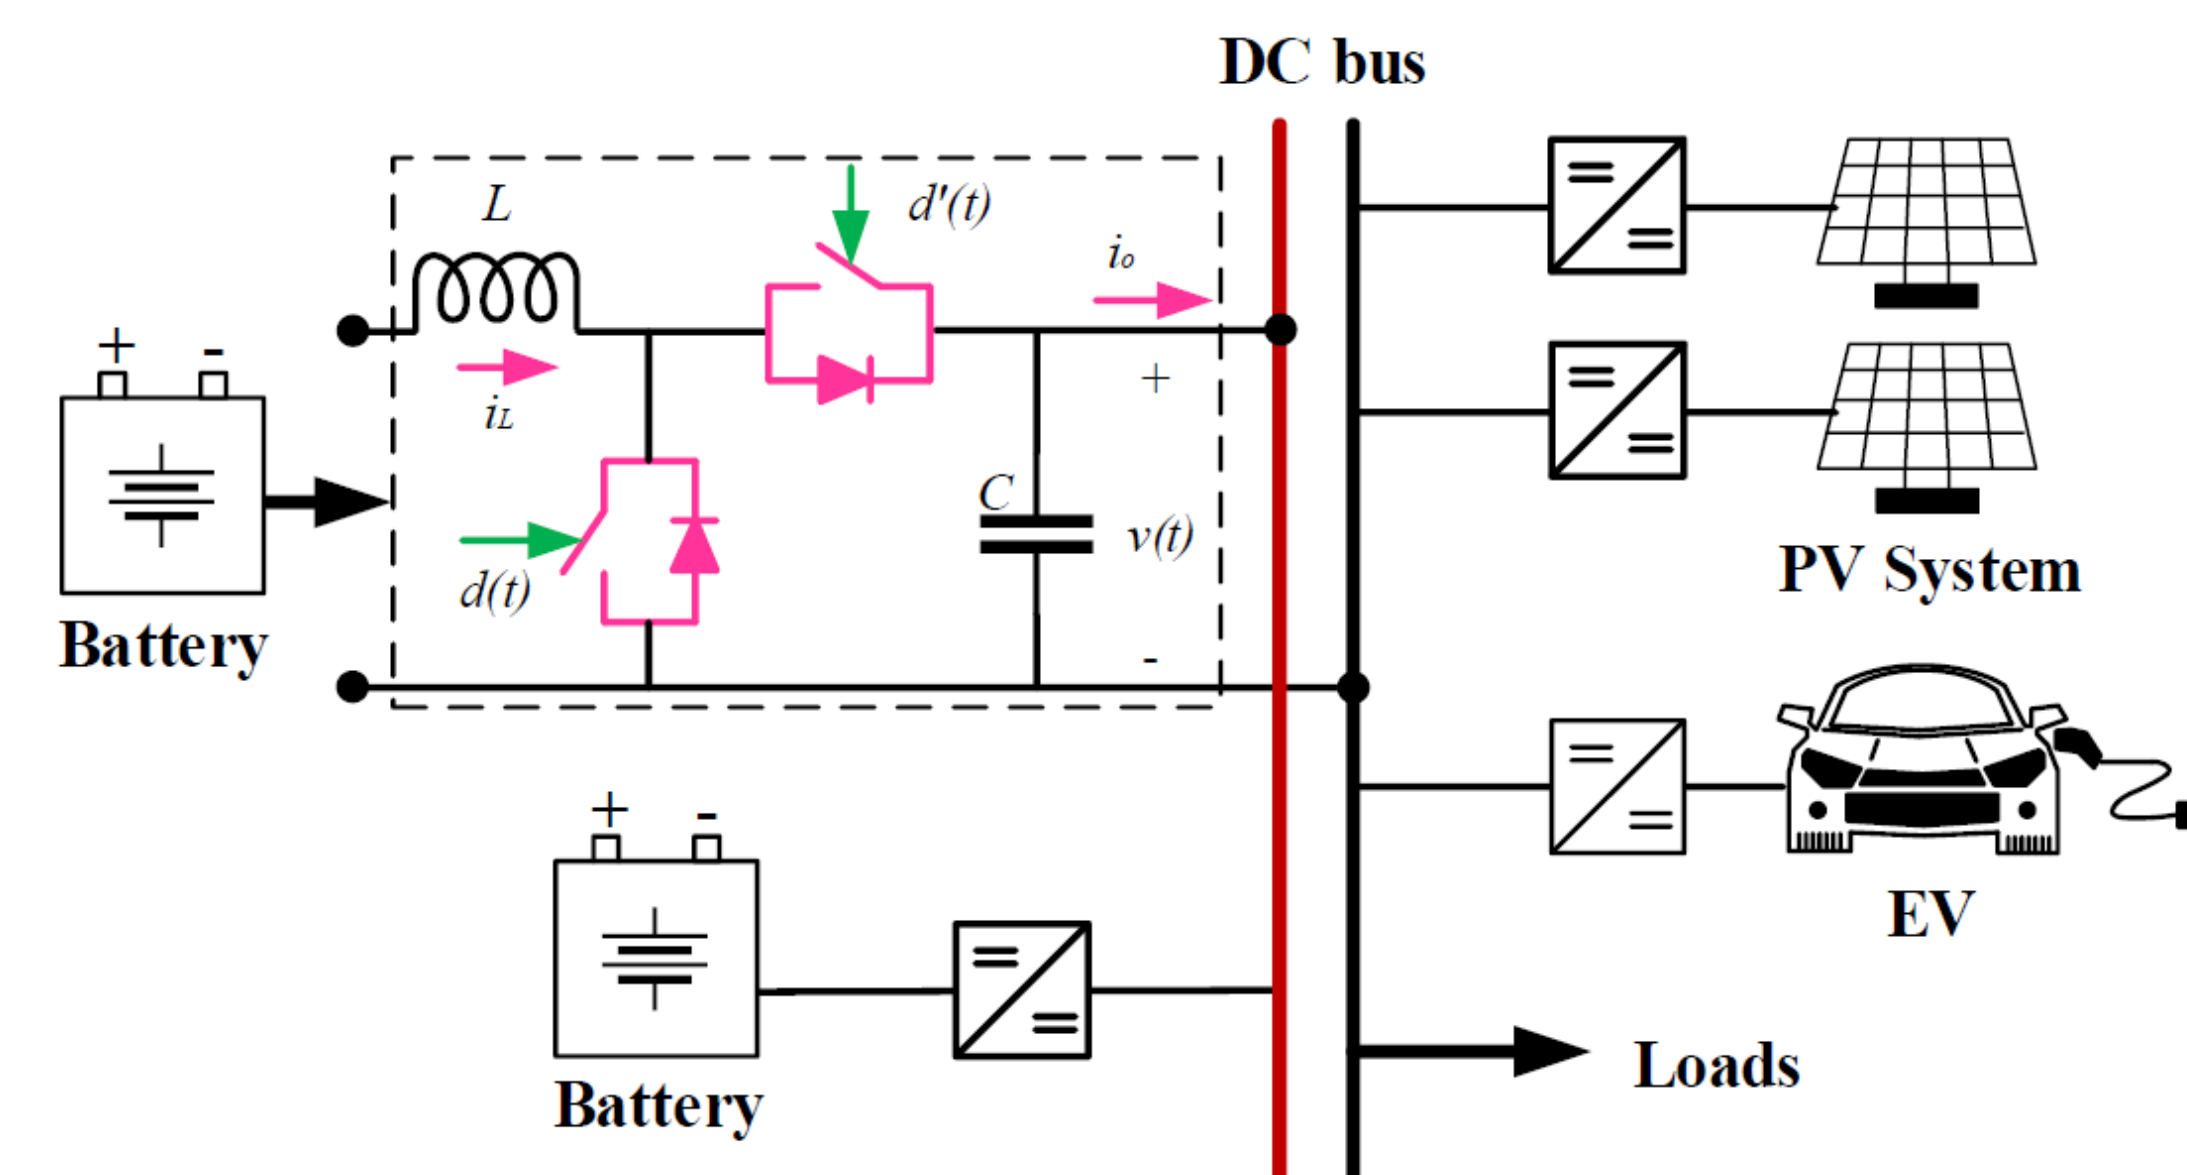 DC bus
L
d'(t)
io
+ -
iL
+
C
v(t)
d(t)
-
Battery
PV System
+ -
EV
Loads
Battery